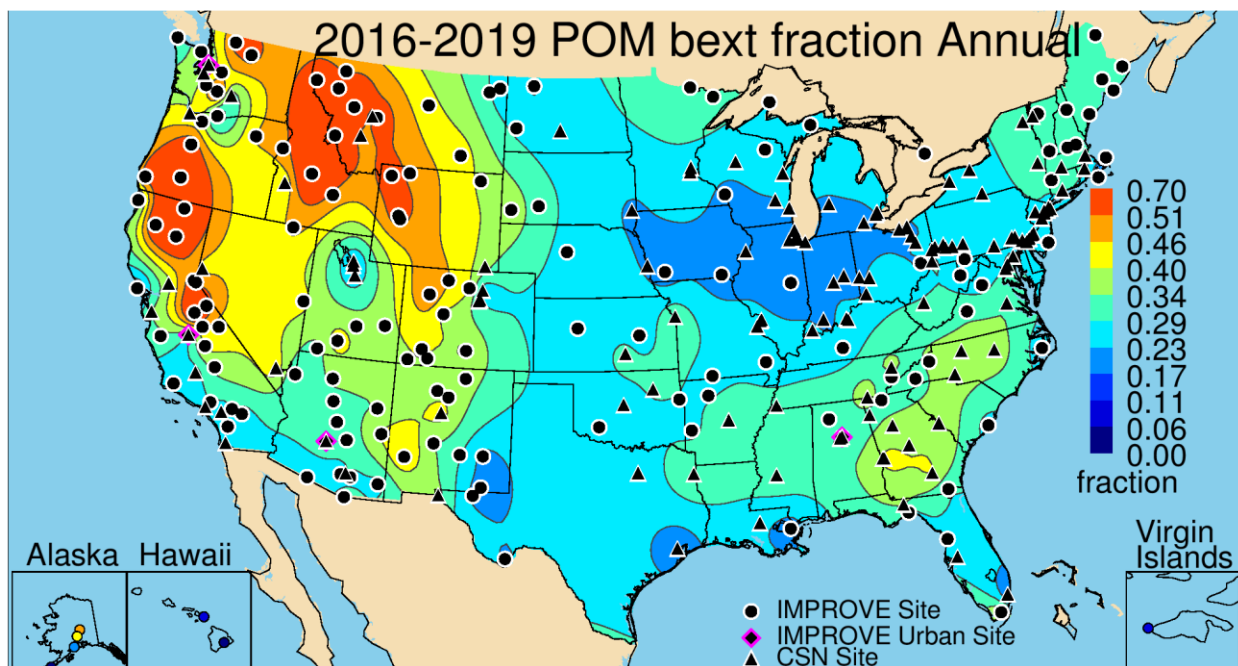 2016-2019 POM bext fraction Annual
0.70
0.51
0.46
0.40
0.34
0.29
0.23
0.17
0.11
0.06
0.00
fraction
Alaska
Hawaii
Virgin
Islands
IMPROVE Site
IMPROVE Urban Site
CSN Site